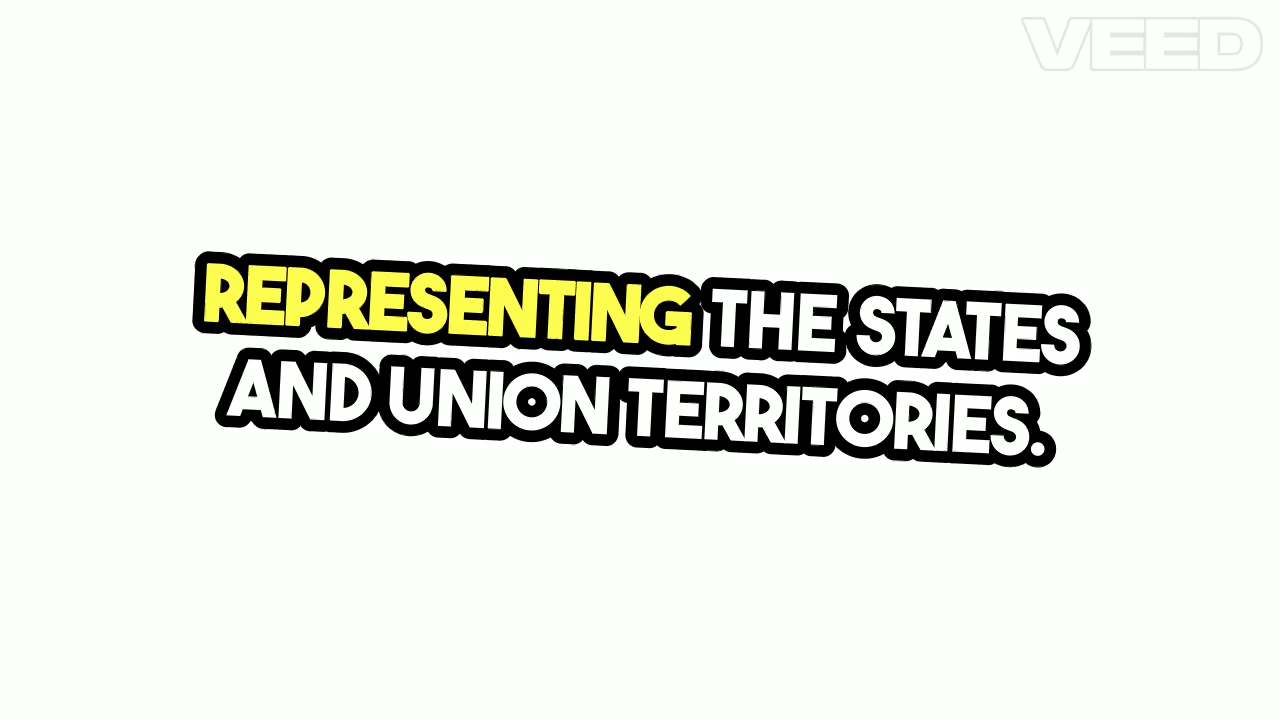 VEED
REPRESENTING THE STATES
AND UNION TERRITORIES.